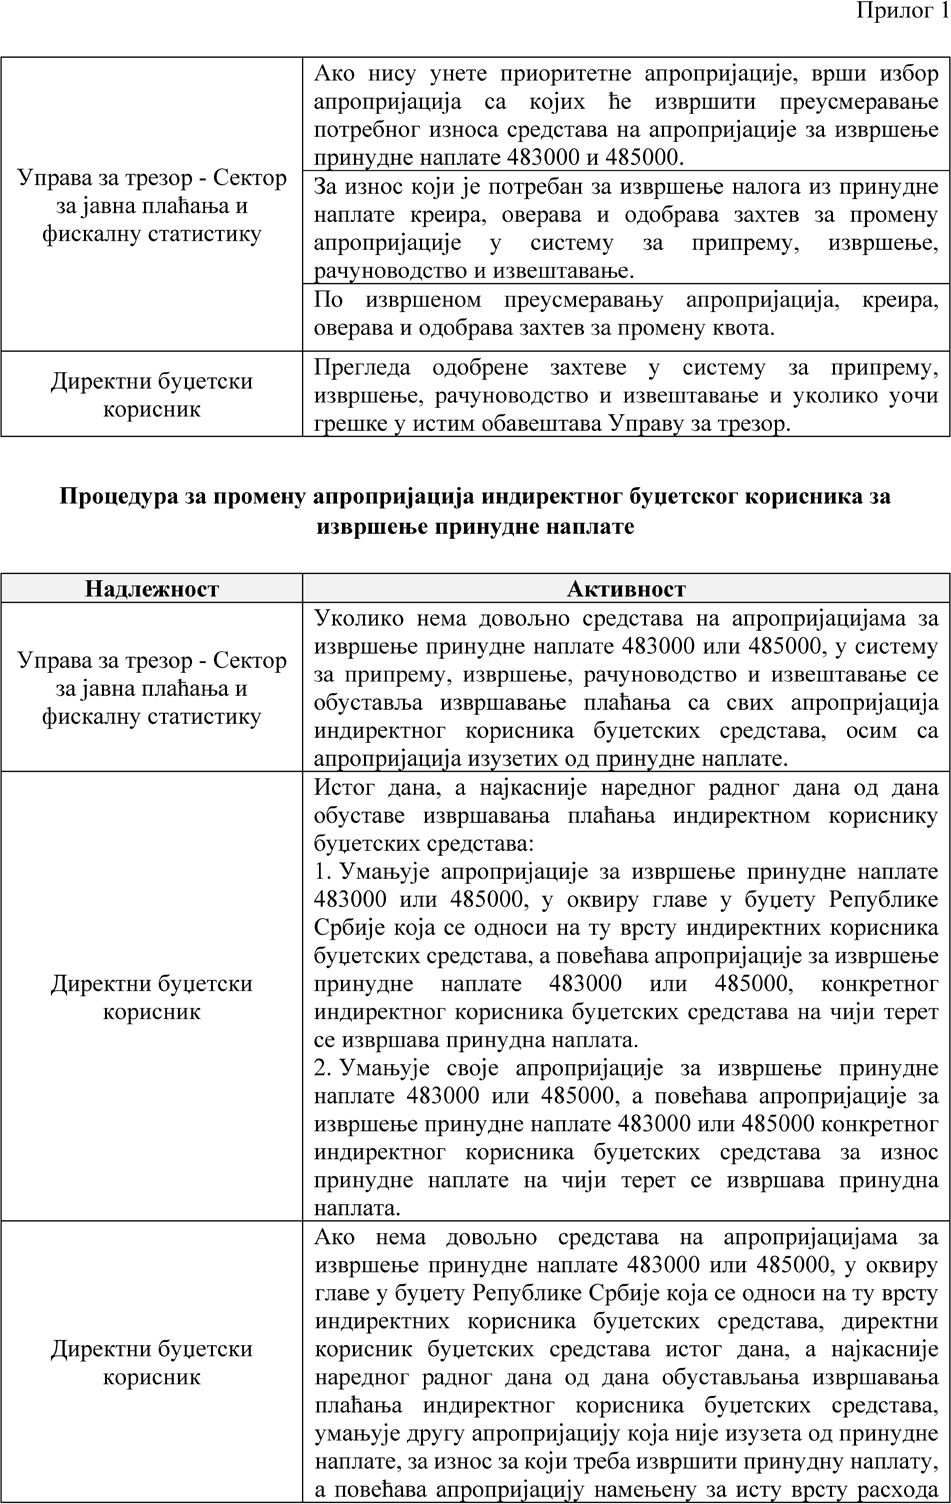 Прилог 1
Ако нису унете приоритетне апропријације, врши избор
апропријација са којих ће извршити преусмеравање
потребног износа средстава на апропријације за извршење
принудне наплате 483000 и 485000.
Управа за трезор - Сектор
за јавна плаћања и
фискалну статистику
За износ који је потребан за извршење налога из принудне
наплате креира, оверава и одобрава захтев за промену
апропријације у систему за припрему, извршење,
рачуноводство и извештавање.
По извршеном преусмеравању апропријација, креира,
оверава и одобрава захтев за промену квота.
Директни буџетски
корисник
Прегледа одобрене захтеве у систему за припрему,
извршење, рачуноводство и извештавање и уколико уочи
грешке у истим обавештава Управу за трезор.
Процедура за промену апропријација индиректног буџетског корисника за
извршење принудне наплате
Надлежност
Активност
Управа за трезор - Сектор
за јавна плаћања и
фискалну статистику
Уколико нема довољно средстава на апропријацијама за
извршење принудне наплате 483000 или 485000, у систему
за припрему, извршење, рачуноводство и извештавање се
обуставља извршавање плаћања са свих апропријација
индиректног корисника буџетских средстава, осим са
апропријација изузетих од принудне наплате.
Директни буџетски
корисник
Истог дана, а најкасније наредног радног дана од дана
обуставе извршавања плаћања индиректном кориснику
буџетских средстава:
1. Умањује апропријације за извршење принудне наплате
483000 или 485000, у оквиру главе у буџету Републике
Србије која се односи на ту врсту индиректних корисника
буџетских средстава, а повећава апропријације за извршење
принудне наплате 483000 или 485000, конкретног
индиректног корисника буџетских средстава на чији терет
се извршава принудна наплата.
2. Умањује своје апропријације за извршење принудне
наплате 483000 или 485000, а повећава апропријације за
извршење принудне наплате 483000 или 485000 конкретног
индиректног корисника буџетских средстава за износ
принудне наплате на чији терет се извршава принудна
наплата.
Директни буџетски
корисник
Ако нема довољно средстава на апропријацијама за
извршење принудне наплате 483000 или 485000, у оквиру
главе у буџету Републике Србије која се односи на ту врсту
индиректних корисника буџетских средстава, директни
корисник буџетских средстава истог дана, а најкасније
наредног радног дана од дана обустављања извршавања
плаћања индиректног корисника буџетских средстава,
умањује другу апропријацију која није изузета од принудне
наплате, за износ за који треба извршити принудну наплату,
а повећава апропријацију намењену за исту врсту расхода